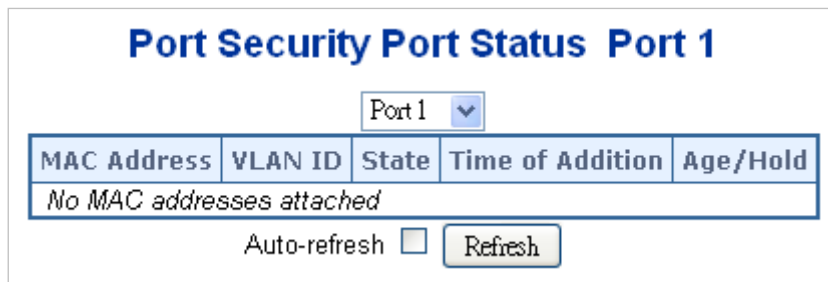 Port Security Port Status Port 1
Port 1
MAC Address VLAN ID State Time of Addition Age/Hold
No MAC addresses attached
Auto-refresh Refresh